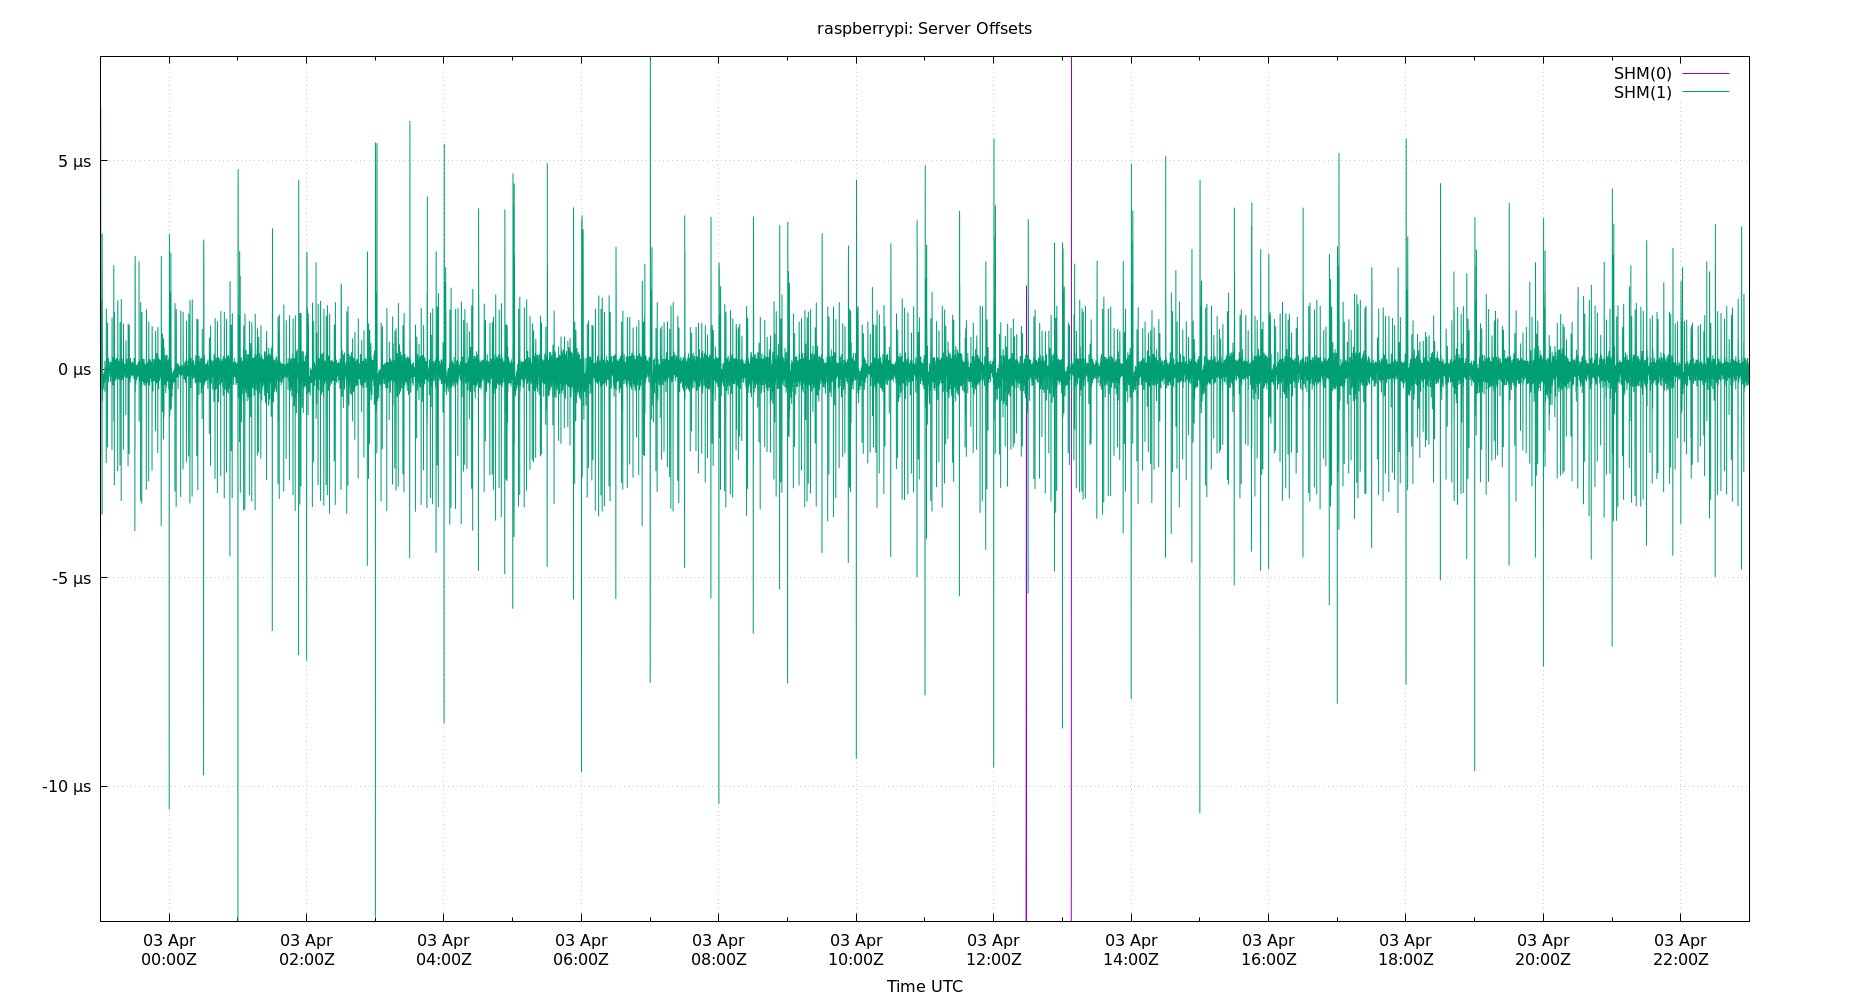 raspberrypi: Server Offsets
SHM(0)
SHM(1)
5 µs
0 µs
-5 µs
-10 µs
03 Apr 03 Apr 03 Apr 03 Apr 03 Apr 03 Apr 03 Apr 03 Apr 03 Apr 03 Apr 03 Apr 03 Apr
00:00Z 02:00Z 04:00Z 06:00Z 08:00Z 10:00Z 12:00Z 14:00Z 16:00Z 18:00Z 20:00Z 22:00Z
Time UTC